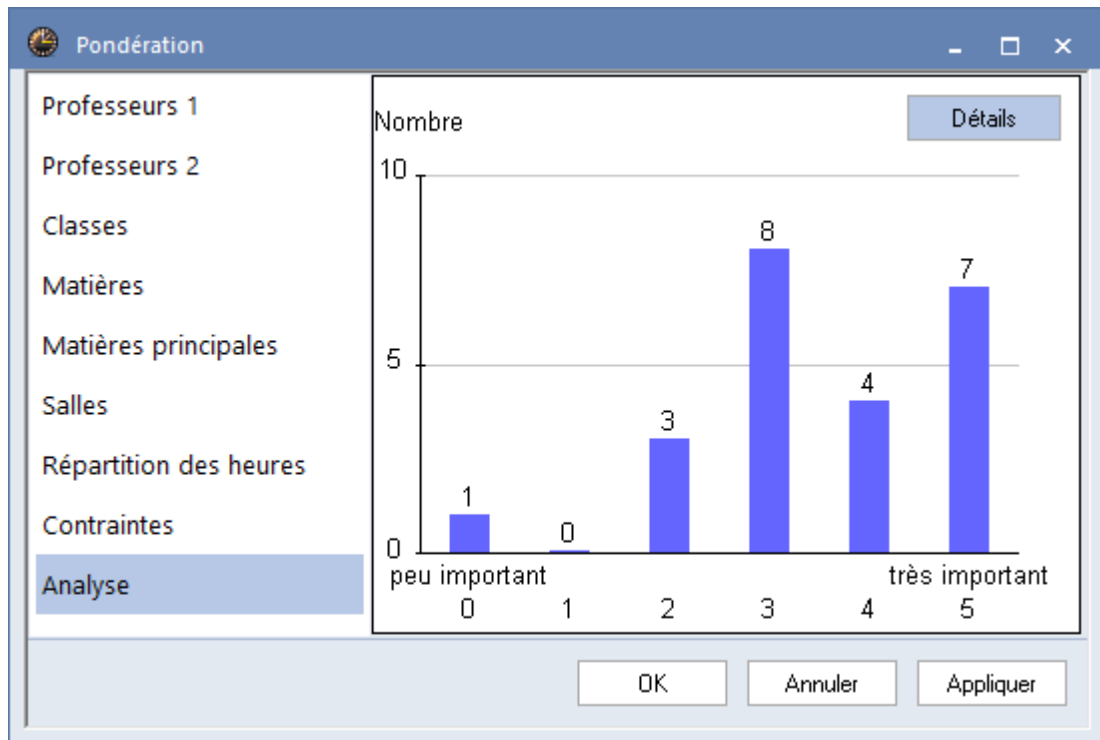 Pondération
Professeurs 1
Professeurs 2
Classes
Matières
Matières principales
Salles
Répartition des heures
Contraintes
Analyse
Nombre
Détails
10
8
7
5
4
3
1
0
0
peu important
très important
0 1 2 3 4 5
OK Annuler Appliquer